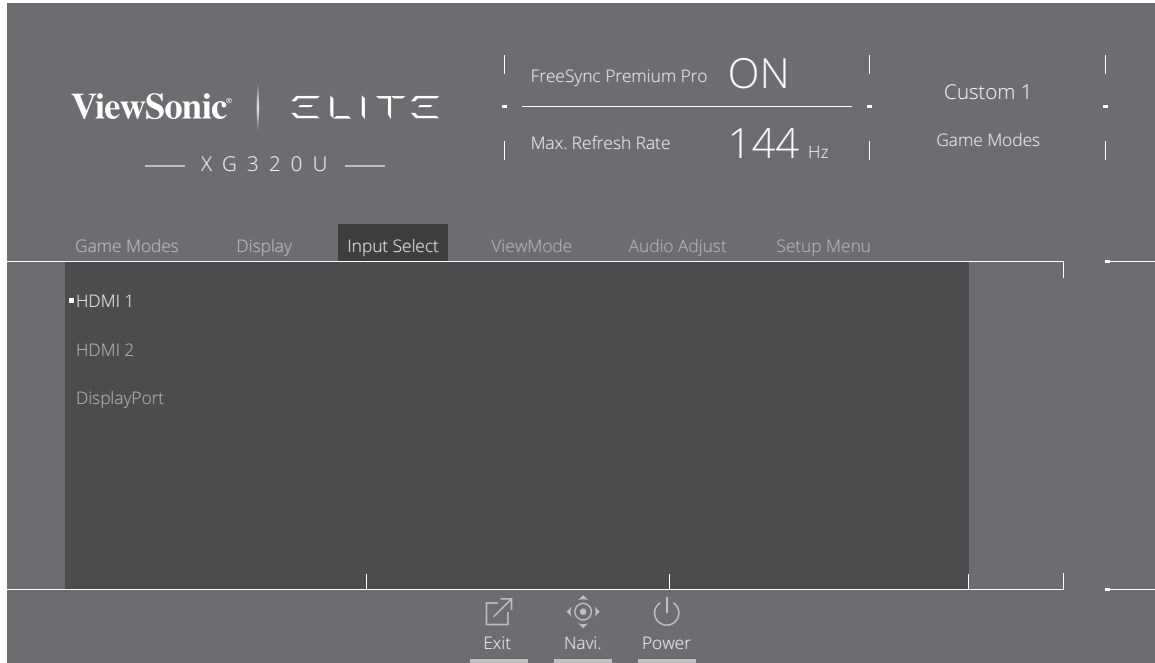 ViewSonic® ELITE
XG320U
FreeSync Premium Pro ON
Max. Refresh Rate 144 Hz
Custom 1
Game Modes
Game Modes Display Input Select ViewMode Audio Adjust Setup Menu
HDMI 1
HDMI 2
DisplayPort
Exit Navi. Power